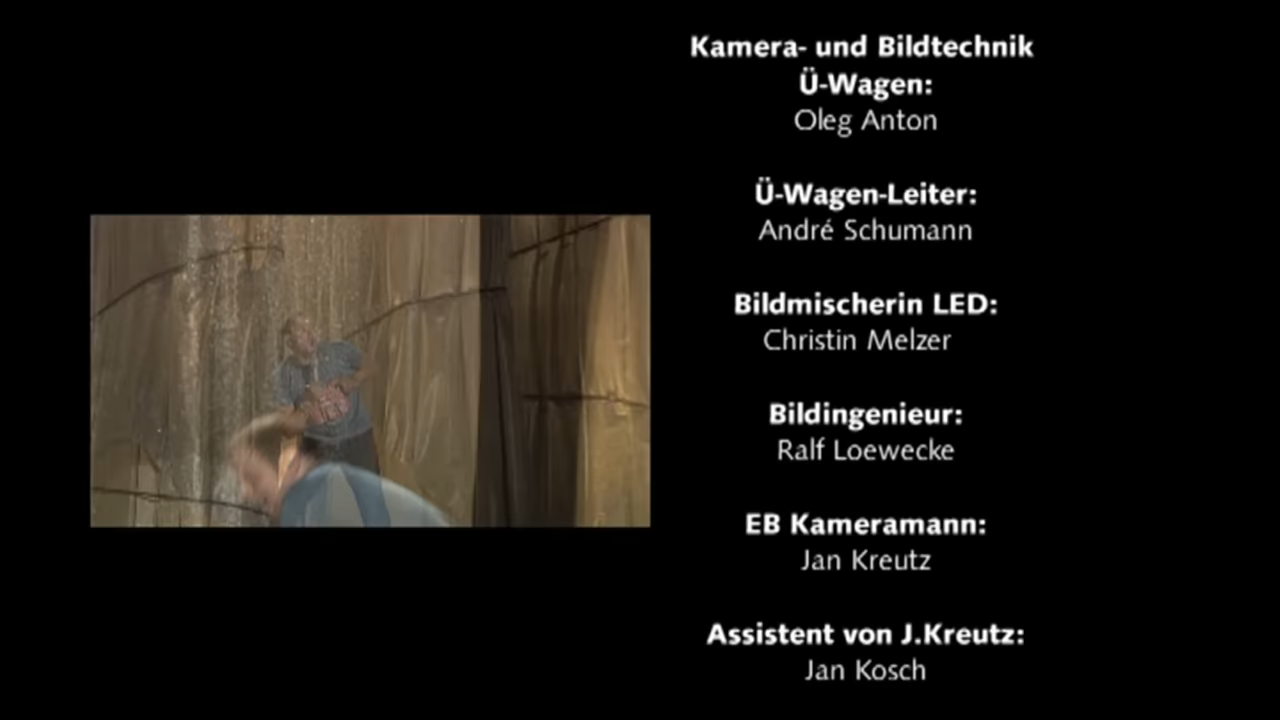 Kamera- und Bildtechnik
Ü-Wagen:
Oleg Anton
Ü-Wagen-Leiter:
André Schumann
Bildmischerin LED:
Christin Melzer
Bildingenieur:
Ralf Loewecke
EB Kameramann:
Jan Kreutz
Assistent von J.Kreutz:
Jan Kosch